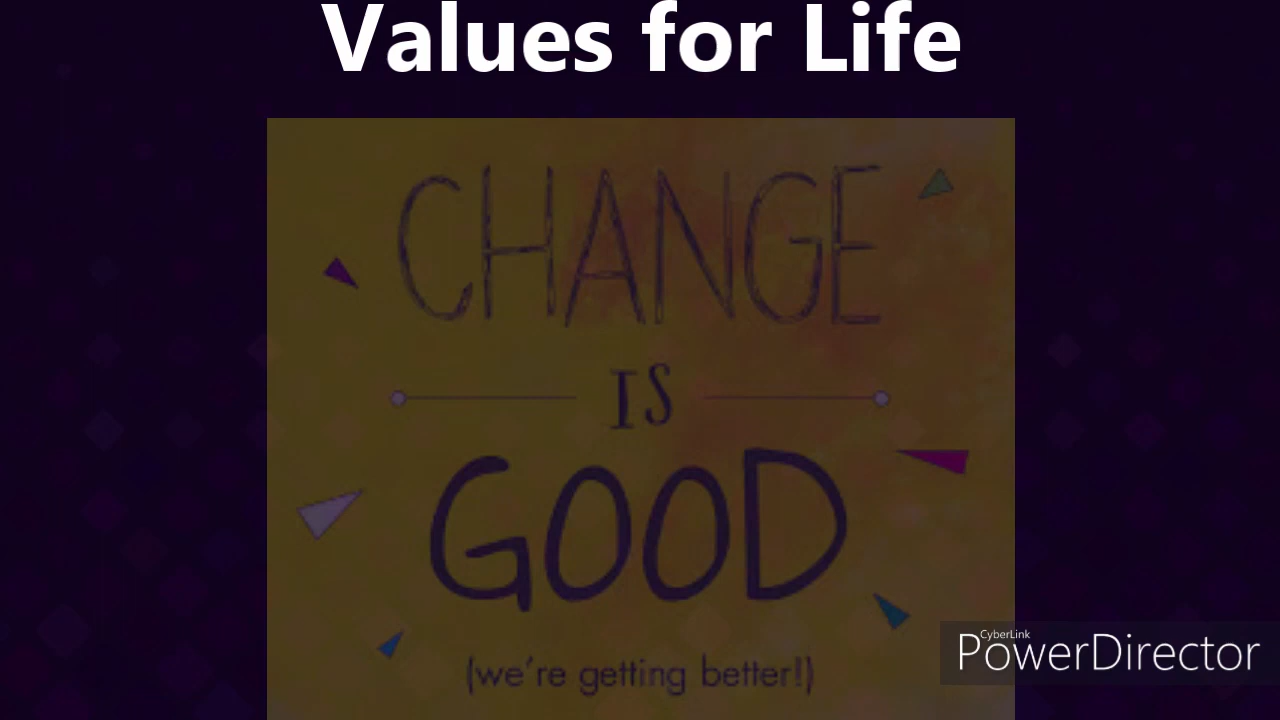 Values for Life
CHANGE
IS
GOOD
(we're getting better!)
CyberLink
PowerDirector